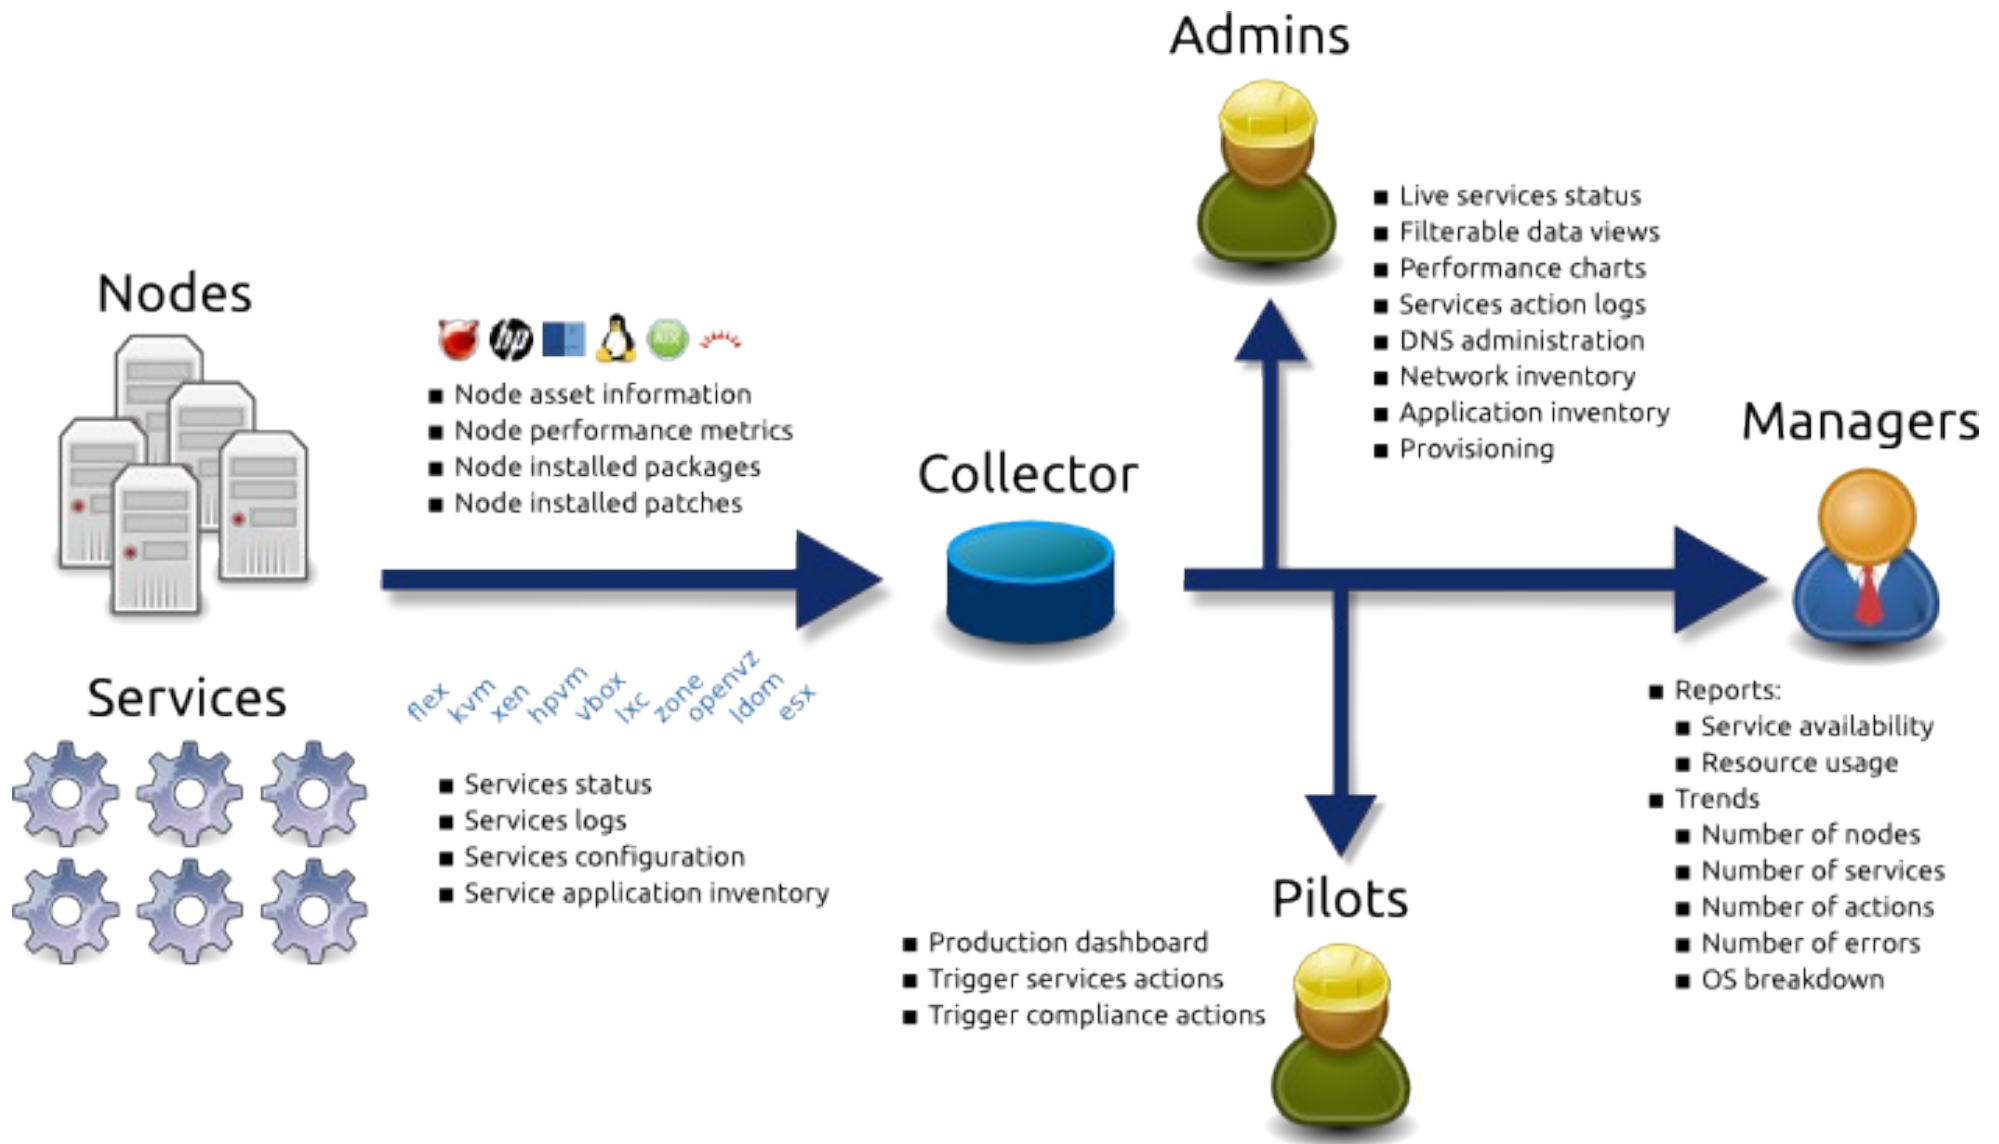 Admins
Live services status
Filterable data views
Performance charts
Services action logs
DNS administration
Network inventory
Application inventory
Provisioning
Nodes
hp
AIX
Node asset information
Node performance metrics
Node installed packages
Node installed patches
Collector
Managers
Reports:
Service availability
Resource usage
Trends
Number of nodes
Number of services
Number of actions
Number of errors
OS breakdown
Services
flex
kvm
xen
hpvm
vbox
lxc
zone
openvz
ldom
esx
Services status
Services logs
Services configuration
Service application inventory
Pilots
Production dashboard
Trigger services actions
Trigger compliance actions